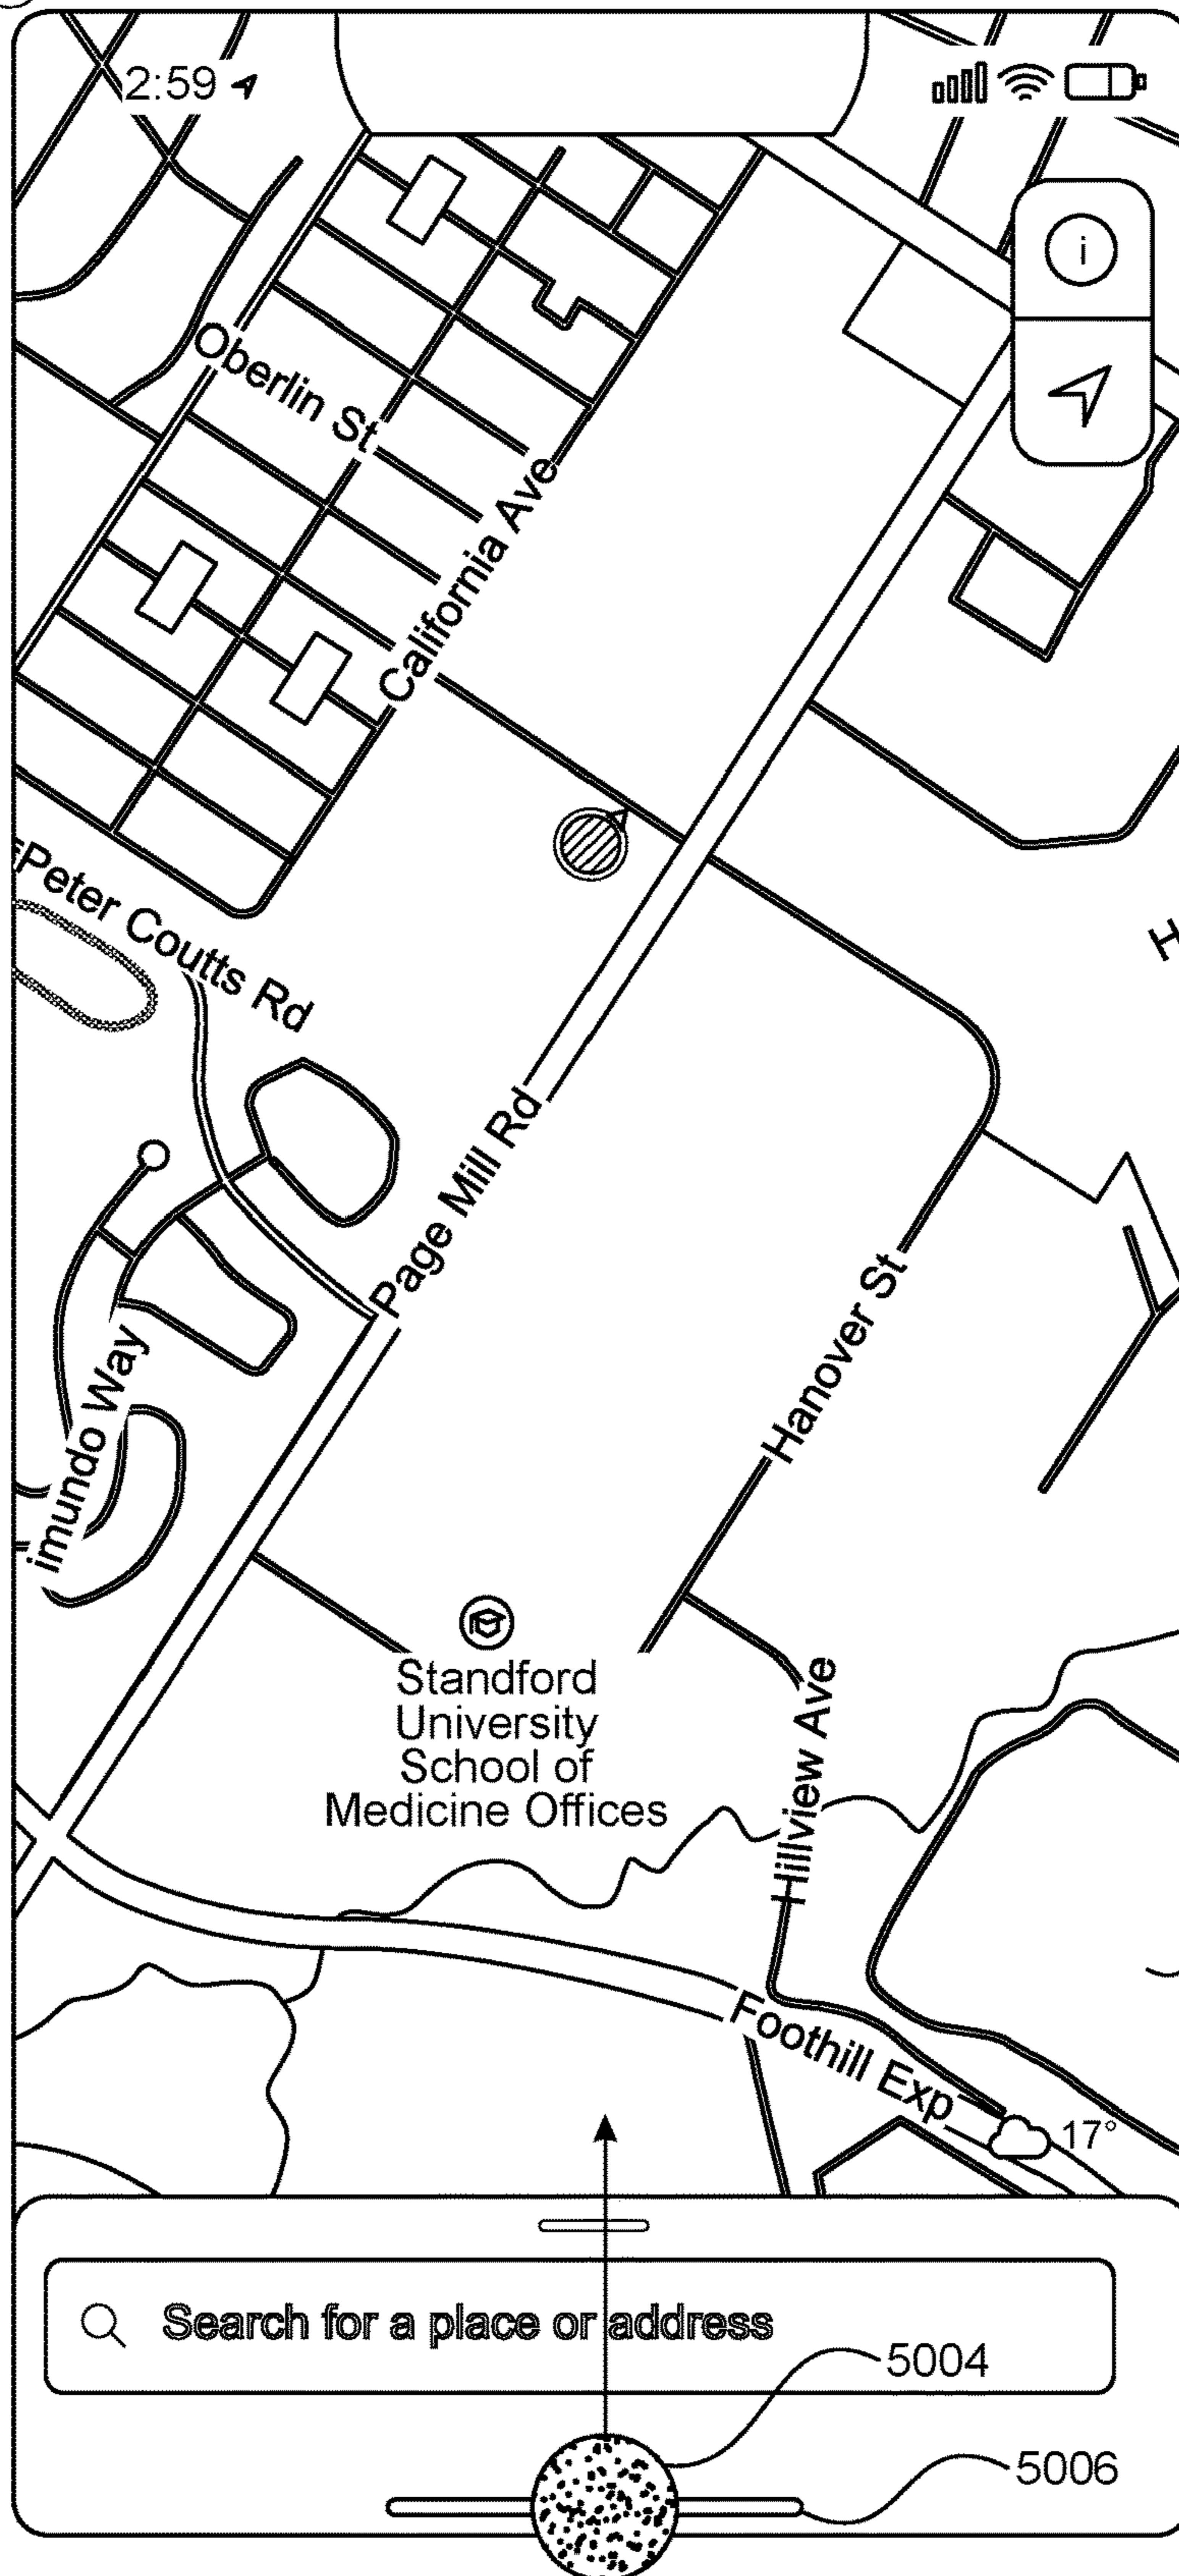 2:59
i
Oberlin St
California Ave
Peter Coutts Rd
H
Page Mill Rd
Hanover St
imundo Way
Standford
University
School of
Medicine Offices
Hillview Ave
Foothill Exp
17°
Search for a place or address
5004
5006